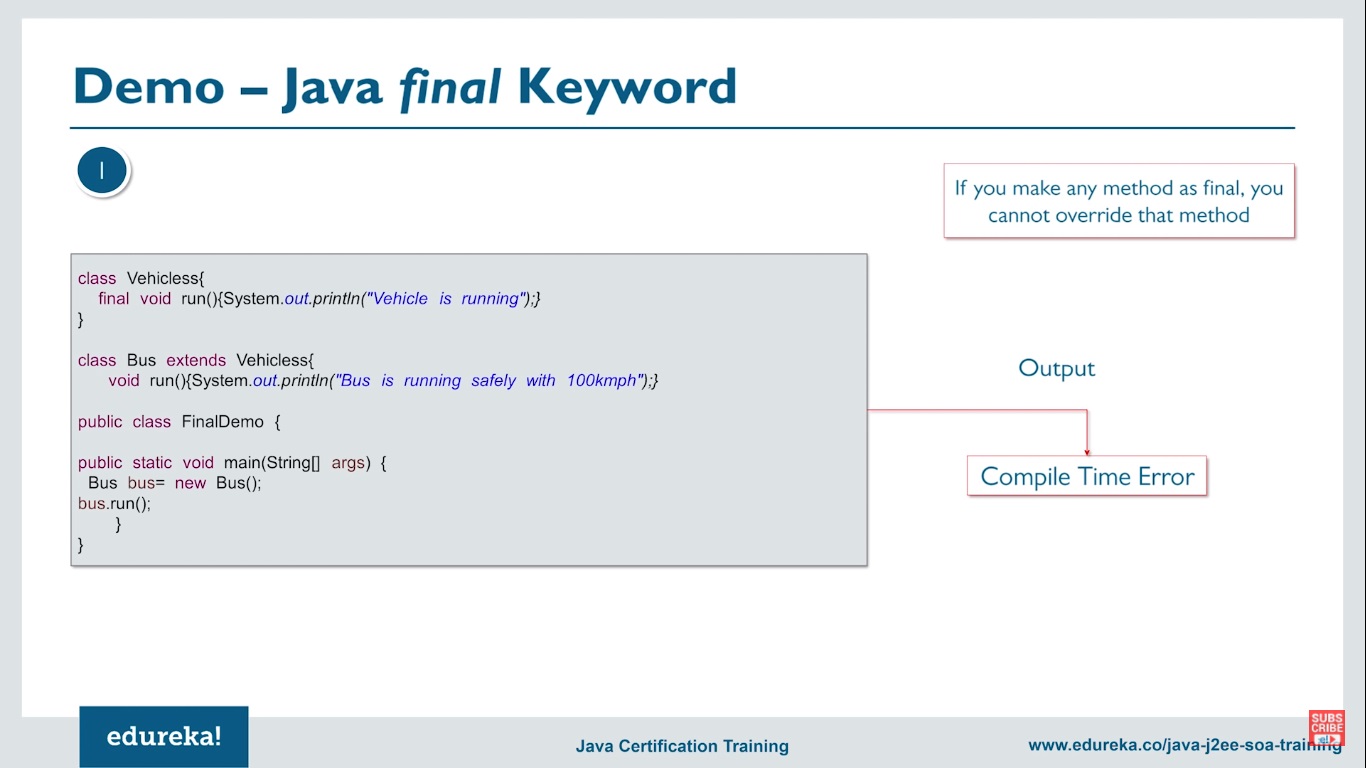 Demo – Java final Keyword
1
If you make any method as final, you
cannot override that method
class Vehicless{
final void run(){System.out.println("Vehicle is running");}
}
class Bus extends Vehicless{
void run(){System.out.println("Bus is running safely with 100kmph");}
public class FinalDemo {
public static void main(String[] args) {
Bus bus= new Bus();
bus.run();
}
}
Output
Compile Time Error
edureka!
Java Certification Training
www.edureka.co/java-j2ee-soa-training
SUBS
CRIBE